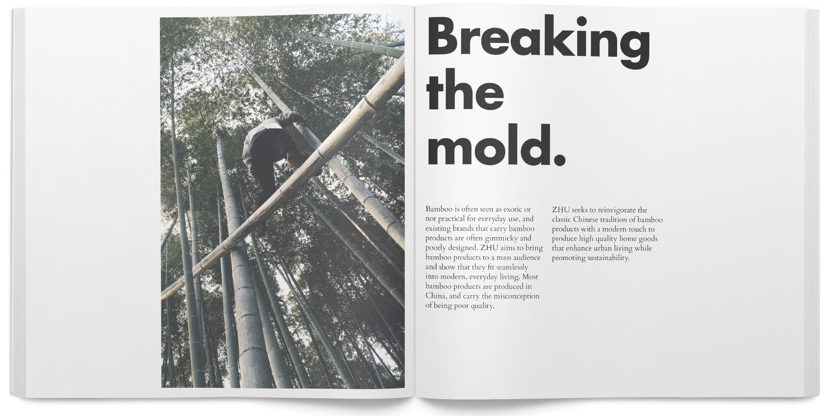 Breaking
the
mold.
Bamboo is often seen as exotic or
not practical for everyday use, and
existing brands that carry bamboo
products are often gimmicky and
poorly designed. ZHU aims to bring
bamboo products to a mass audience
and show that they fit seamlessly
into modern, everyday living. Most
bamboo products are produced in
China, and carry the misconception
of being poor quality.
ZHU seeks to reinvigorate the
classic Chinese tradition of bamboo
products with a modern touch to
produce high quality home goods
that enhance urban living while
promoting sustainability.